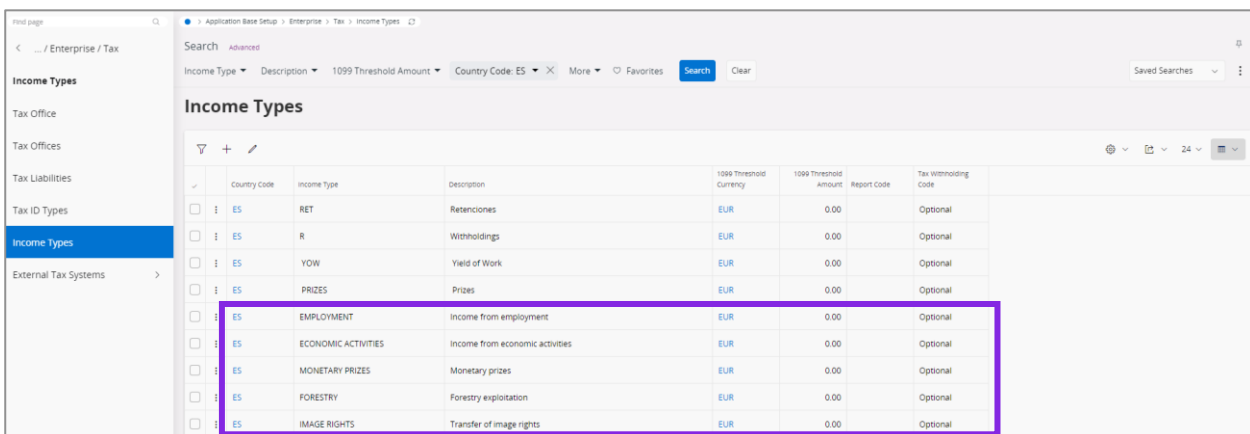 Find page
> Application Base Setup > Enterprise > Tax > Income Types
< ... / Enterprise / Tax
Search Advanced
Income Type Description 1099 Threshold Amount Country Code: ES More Favorites Search Clear Saved Searches
Income Types
Income Types
Tax Office
Tax Offices
Tax Liabilities
Tax ID Types
Income Types
External Tax Systems >
24
Country Code Income Type Description 1099 Threshold Currency 1099 Threshold Amount Report Code Tax Withholding Code
ES RET Retenciones EUR 0.00 Optional
ES R Withholdings EUR 0.00 Optional
ES YOW Yield of Work EUR 0.00 Optional
ES PRIZES Prizes EUR 0.00 Optional
ES EMPLOYMENT Income from employment EUR 0.00 Optional
ES ECONOMIC ACTIVITIES Income from economic activities EUR 0.00 Optional
ES MONETARY PRIZES Monetary prizes EUR 0.00 Optional
ES FORESTRY Forestry exploitation EUR 0.00 Optional
ES IMAGE RIGHTS Transfer of image rights EUR 0.00 Optional